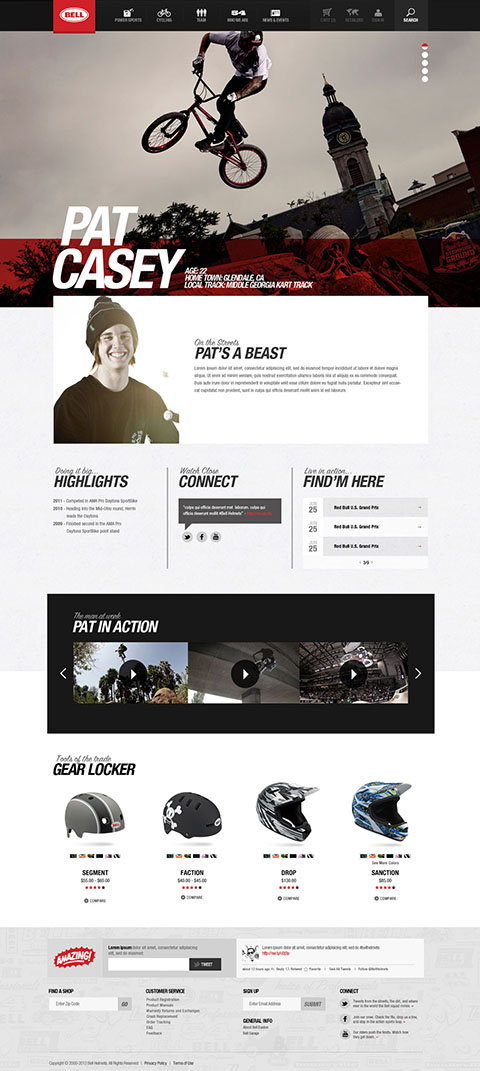 BELL
POWER SPORTS
CYCLING
TEAM
WHO WE ARE
NEWS & EVENTS
SEARCH
PAT
CASEY
AGE: 22
HOME TOWN: GLENDALE, CA
LOCAL TRACK: MIDDLE GEORGIA KART TRACK
On the Streets
PAT'S A BEAST
Lorem ipsum dolor sit amet, consectetur adipisicing elit, sed do eiusmod tempor incididunt ut labore et dolore magna
aliqua. Ut enim ad minim veniam, quis nostrud exercitation ullamco laboris nisi ut aliquip ex ea commodo consequat.
Duis aute irure dolor in reprehenderit in voluptate velit esse cillum dolore eu fugiat nulla pariatur. Excepteur sint occae-
cat cupidatat non proident, sunt in culpa qui officia deserunt mollit anim id est laborum.
Doing it big...
HIGHLIGHTS
2011 - Competed in AMA Pro Daytona SportBike
2010 - Heading into the Mid-Ohio round, Herrin
leads the Daytona
2009 - Finished second in the AMA Pro
Daytona SportBike point stand
Watch Close
CONNECT
"culpa qui officia deserunt met laborum. culpa qui
officia deserunt mollit #Bell Helmets" -
Live in action...
FIND'M HERE
JUN
25
Red Bull U.S. Grand Prix
JUN
25
Red Bull U.S. Grand Prix
JUN
25
Red Bull U.S. Grand Prix
3/9
The man at work
PAT IN ACTION
Tools of the trade
GEAR LOCKER
See More Colors
SEGMENT
$55.00 - $60.00
COMPARE
FACTION
$40.00 - $45.00
COMPARE
DROP
$130.00
COMPARE
SANCTION
$85.00
COMPARE
AMAZING!
Lorem ipsum dolor sit amet, consectetur adipisicing
elit, sed do eiusmod
TWEET
Lorem ipsum dolor sit amet, consectetur adipisicing elit, sed do eiusmod #bellhelmets
about 13 hours ago
Reply
Retweet
Favorite
See All Tweets
Follow @BellHelmets
FIND A SHOP
Enter Zip Code
GO
CUSTOMER SERVICE
Product Registration
Product Manuals
Warranty Returns and Exchanges
Crash Replacement
Order Tracking
FAQ
Feedback
SIGN UP
Enter Email Address
SUBMIT
GENERAL INFO
About Bell Easton
Bell Garage
CONNECT
Tweets from the streets, the dirt, and where
ever in the world the Bell squad mobs
Join our crew. Check the life, drop us a line,
and stay in the action sports loop
Our riders push the limits. Watch how
they get down.
Copyright © 2000-2012 Bell Helmets. All Rights Reserved
Privacy Policy
Terms of Use